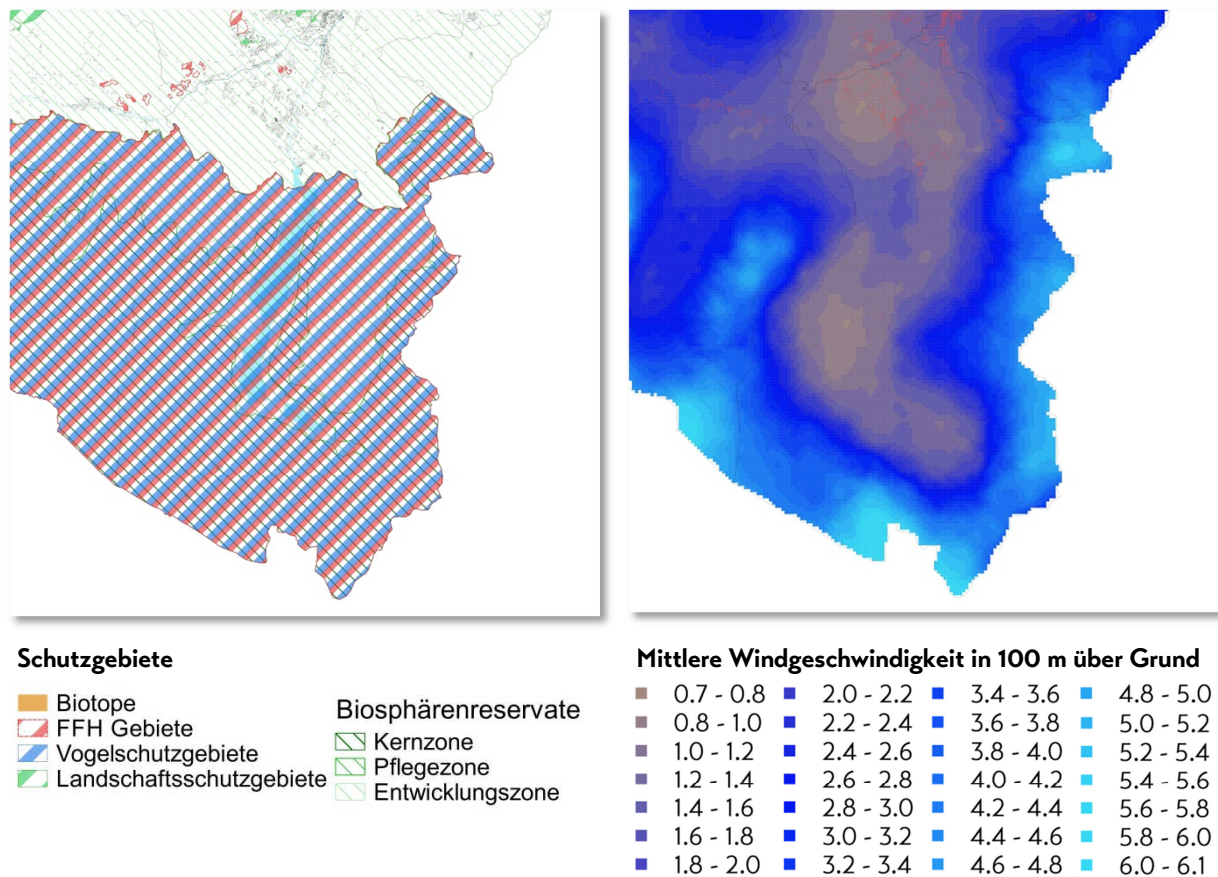 Schutzgebiete
Biotope
FFH Gebiete
Vogelschutzgebiete
Landschaftsschutzgebiete
Biosphärenreservate
Kernzone
Pflegezone
Entwicklungszone
Mittlere Windgeschwindigkeit in 100 m über Grund
0.7 - 0.8
0.8 - 1.0
1.0 - 1.2
1.2 - 1.4
1.4 - 1.6
1.6 - 1.8
1.8 - 2.0
2.0 - 2.2
2.2 - 2.4
2.4 - 2.6
2.6 - 2.8
2.8 - 3.0
3.0 - 3.2
3.2 - 3.4
3.4 - 3.6
3.6 - 3.8
3.8 - 4.0
4.0 - 4.2
4.2 - 4.4
4.4 - 4.6
4.6 - 4.8
4.8 - 5.0
5.0 - 5.2
5.2 - 5.4
5.4 - 5.6
5.6 - 5.8
5.8 - 6.0
6.0 - 6.1